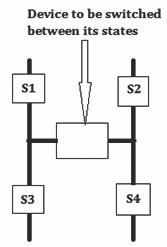 Device to be switched
between its states
S1
S2
S3
S4